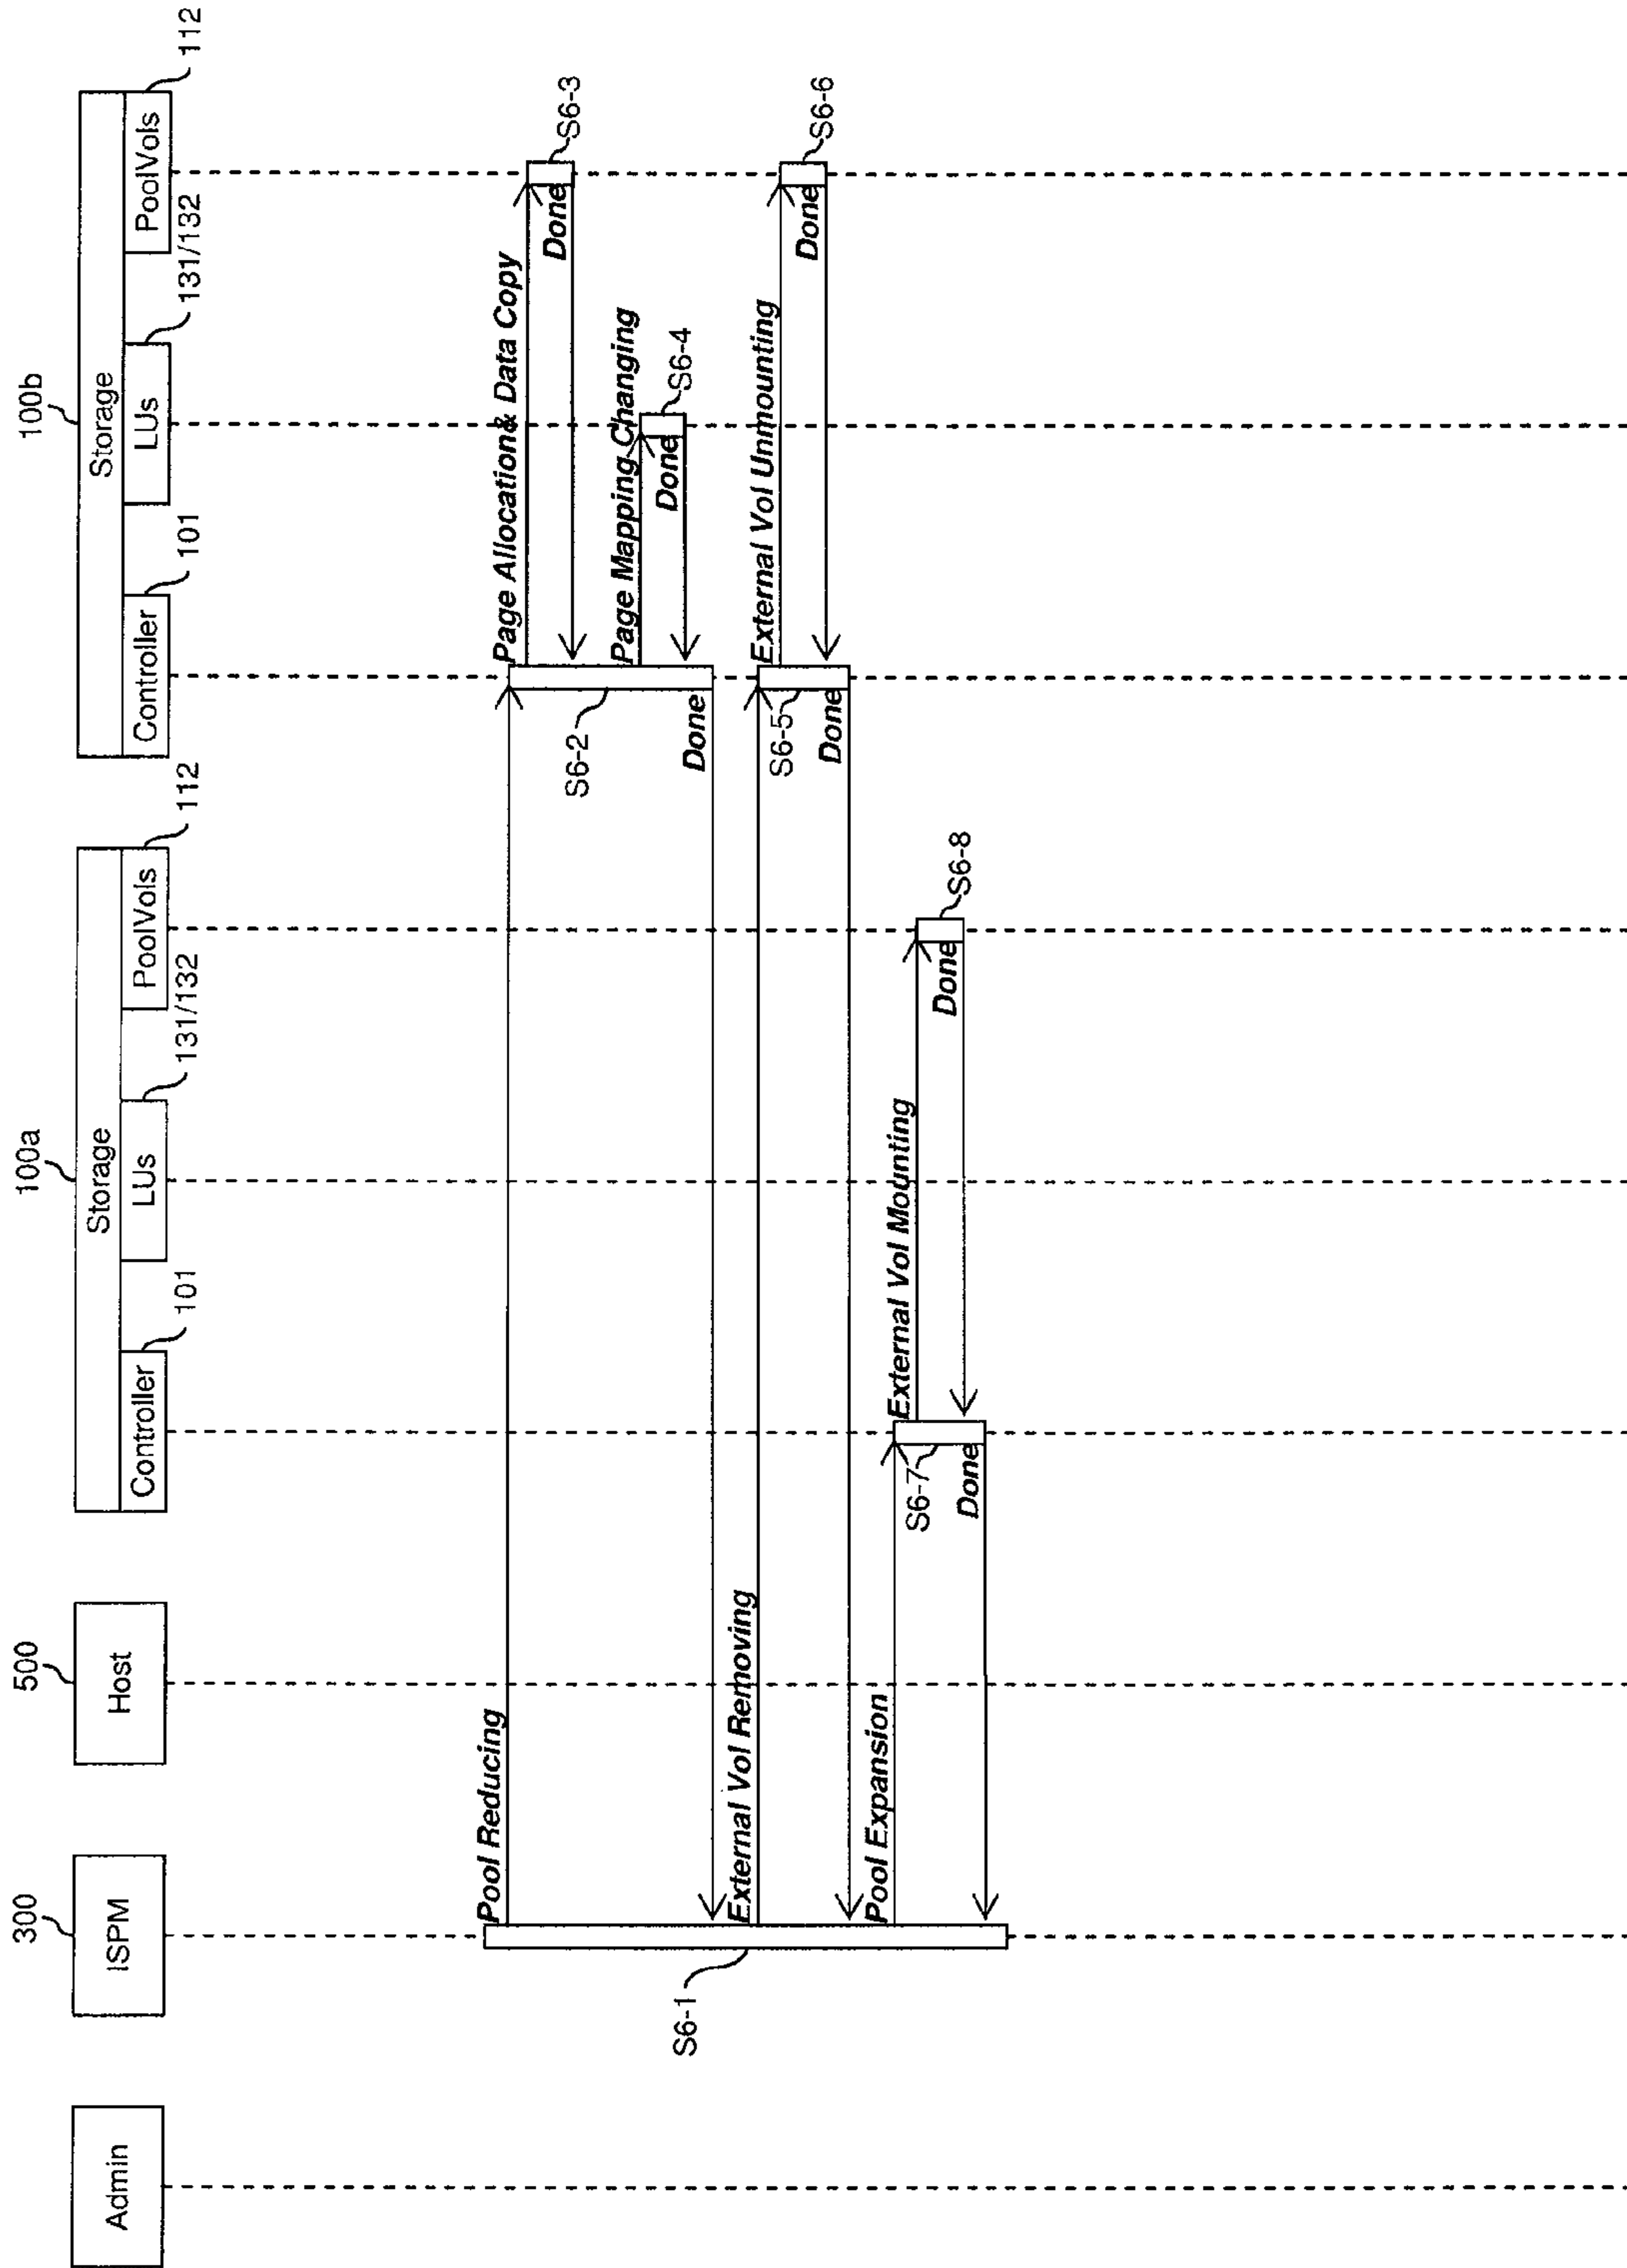 100a
100b
300
500
Storage
Storage
101
131/132
112
101
131/132
112
Admin
ISPM
Host
Controller
LUs
PoolVols
Controller
LUs
PoolVols
Pool Reducing
Page Allocation& Data Copy
S6-3
Done
S6-2
Page Mapping Changing
S6-4
Done
Done
S6-1
External Vol Removing
External Vol Unmounting
S6-5
S6-6
Done
Done
Pool Expansion
External Vol Mounting
S6-7
S6-8
Done
Done